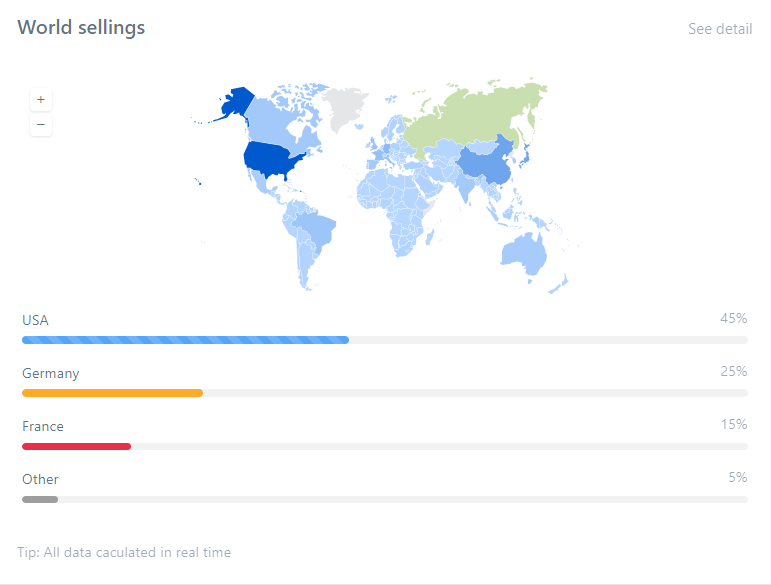 World sellings
See detail
+
−
USA
45%
Germany
25%
France
15%
Other
5%
Tip: All data caculated in real time